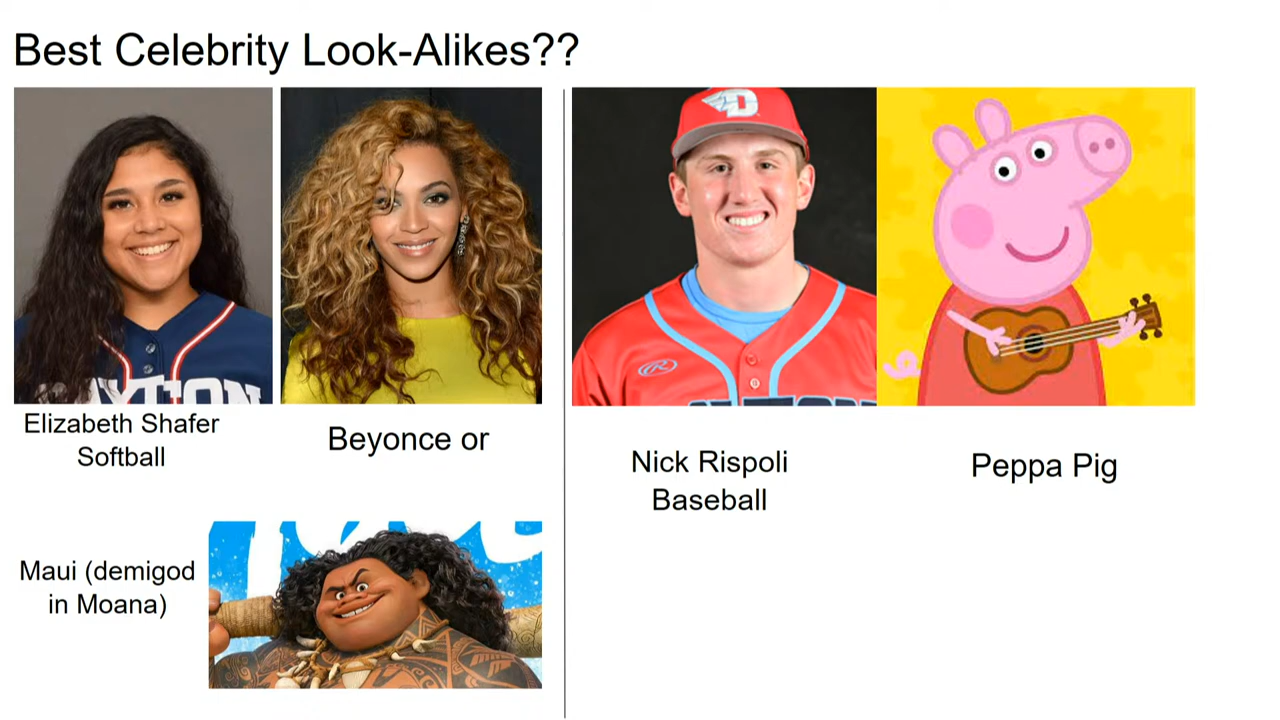 Best Celebrity Look-Alikes??
D
R
Elizabeth Shafer
Softball
Beyonce or
Nick Rispoli
Baseball
Peppa Pig
Maui (demigod
in Moana)